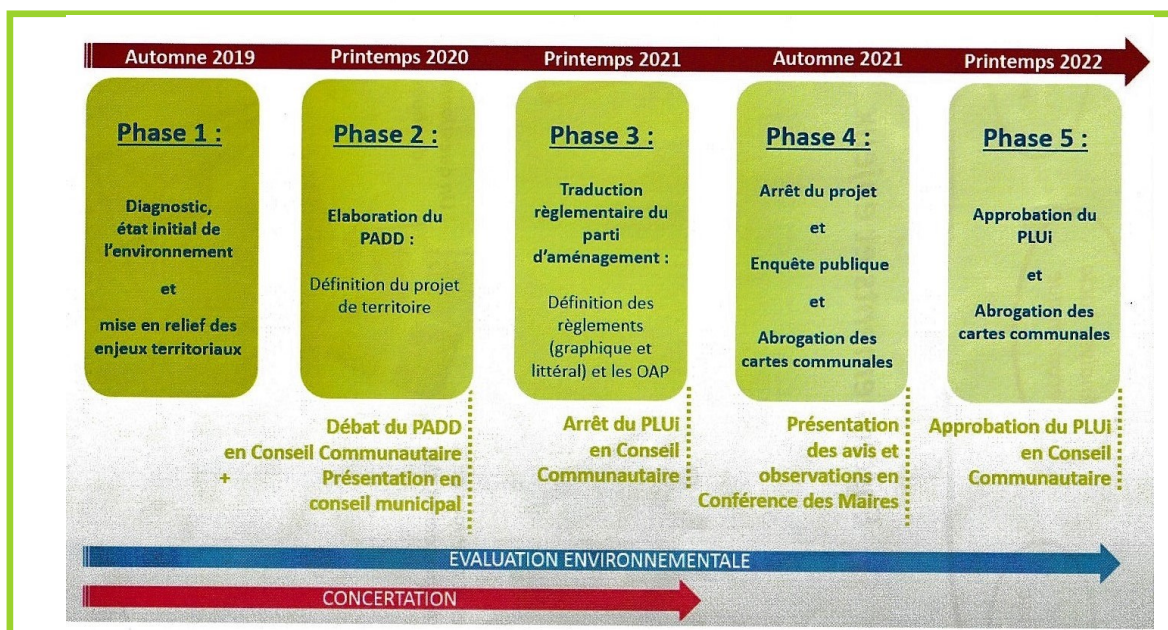 Automne 2019
Printemps 2020
Printemps 2021
Automne 2021
Printemps 2022
Phase 1 :
Diagnostic,
état initial de
l'environnement
et
mise en relief des
enjeux territoriaux
Phase 2 :
Elaboration du
PADD :
Définition du projet
de territoire
Phase 3 :
Traduction
règlementaire du
parti
d'aménagement :
Définition des
règlements
(graphique et
littéral) et les OAP
Phase 4 :
Arrêt du projet
et
Enquête publique
et
Abrogation des
cartes communales
Phase 5 :
Approbation du
PLUi
et
Abrogation des
cartes communales
Débat du PADD
en Conseil Communautaire
+ Présentation en
conseil municipal
Arrêt du PLUi
en Conseil
Communautaire
Présentation
des avis et
observations en
Conférence des Maires
Approbation du PLUi
en Conseil
Communautaire
EVALUATION ENVIRONNEMENTALE
CONCERTATION